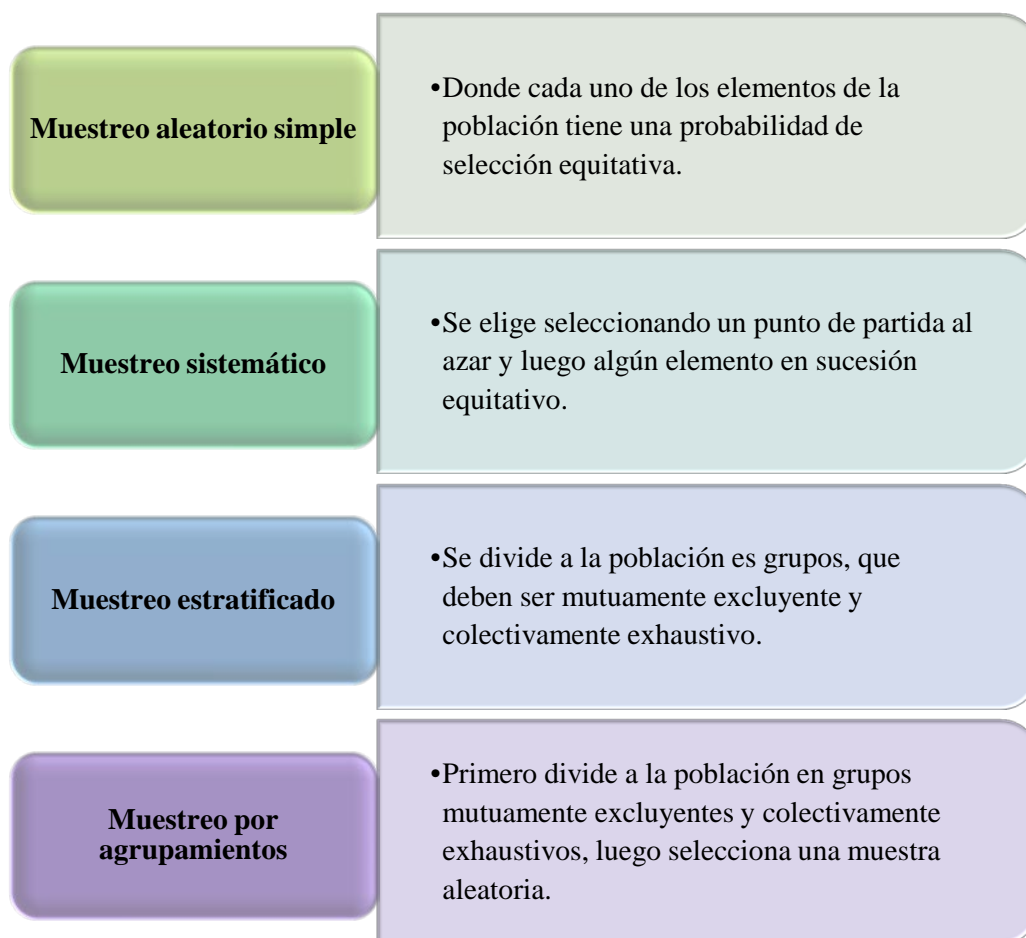 Muestreo aleatorio simple
•Donde cada uno de los elementos de la
población tiene una probabilidad de
selección equitativa.
Muestreo sistemático
•Se elige seleccionando un punto de partida al
azar y luego algún elemento en sucesión
equitativo.
Muestreo estratificado
•Se divide a la población es grupos, que
deben ser mutuamente excluyente y
colectivamente exhaustivo.
Muestreo por
agrupamientos
•Primero divide a la población en grupos
mutuamente excluyentes y colectivamente
exhaustivos, luego selecciona una muestra
aleatoria.